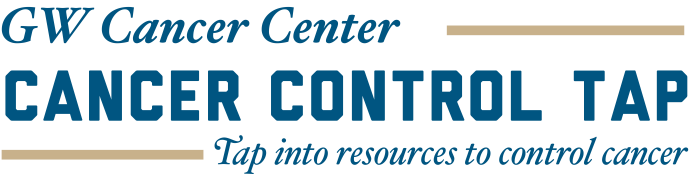 GW Cancer Center
CANCER CONTROL TAP
Tap into resources to control cancer